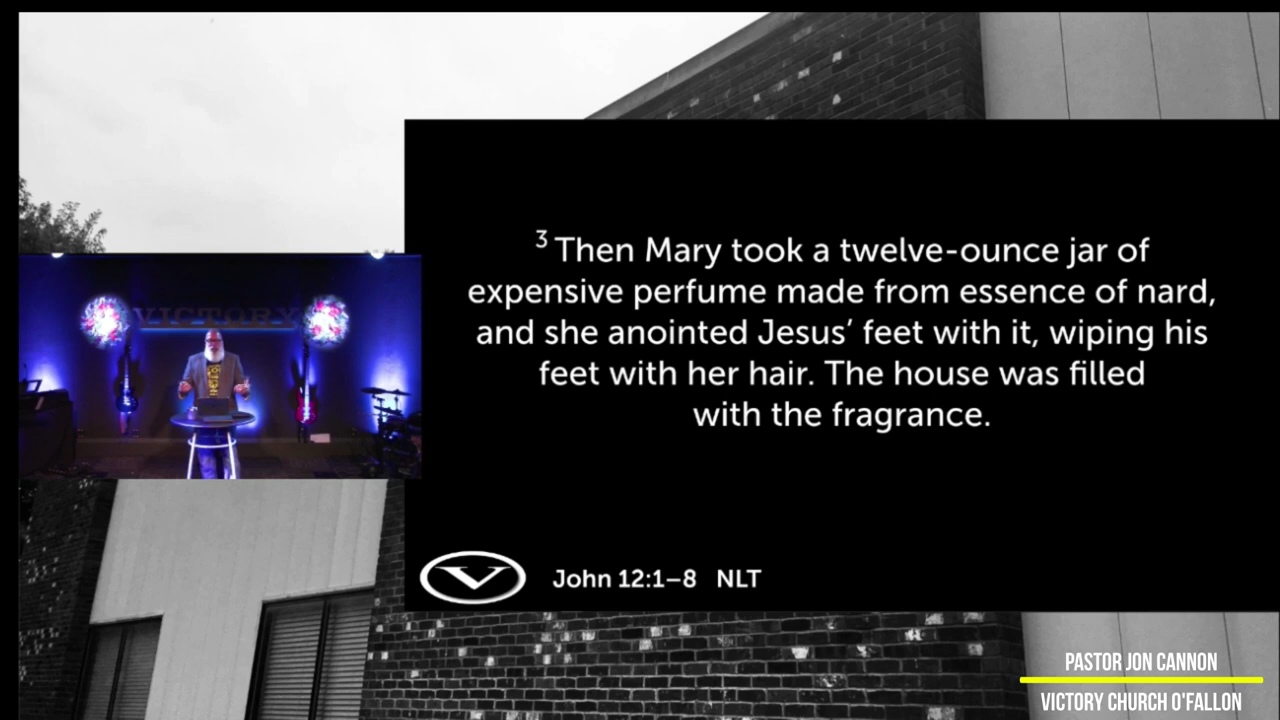 ³ Then Mary took a twelve-ounce jar of
expensive perfume made from essence of nard,
and she anointed Jesus’ feet with it, wiping his
feet with her hair. The house was filled
with the fragrance.
V
John 12:1–8 NLT
VICTORY
PASTOR JON CANNON
VICTORY CHURCH O'FALLON